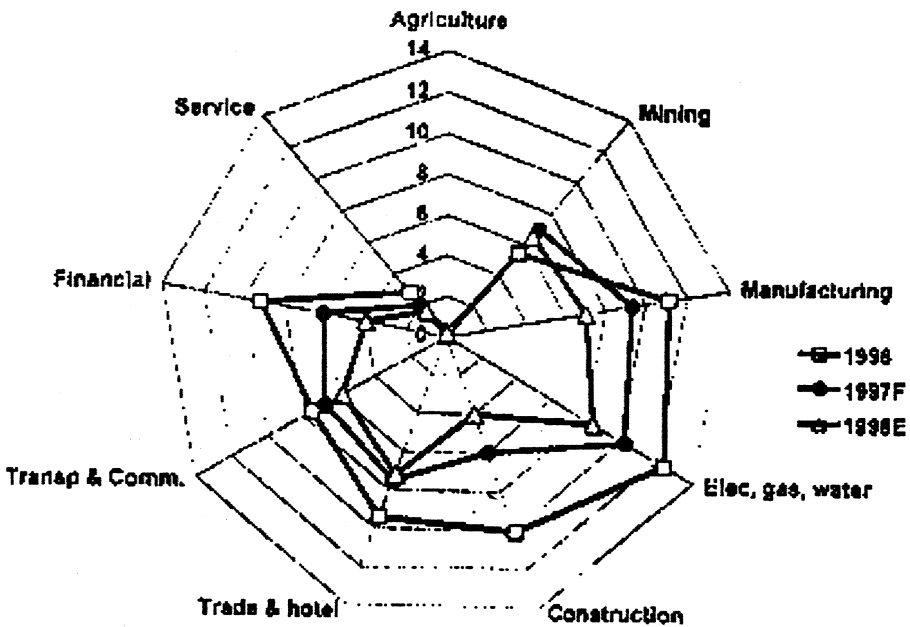 Agriculture
14
12
10
8
6
4
2
0
Service
Mining
Financial
Manufacturing
1996
1997F
1998E
Transp & Comm.
Elec, gas, water
Trade & hotel
Construction